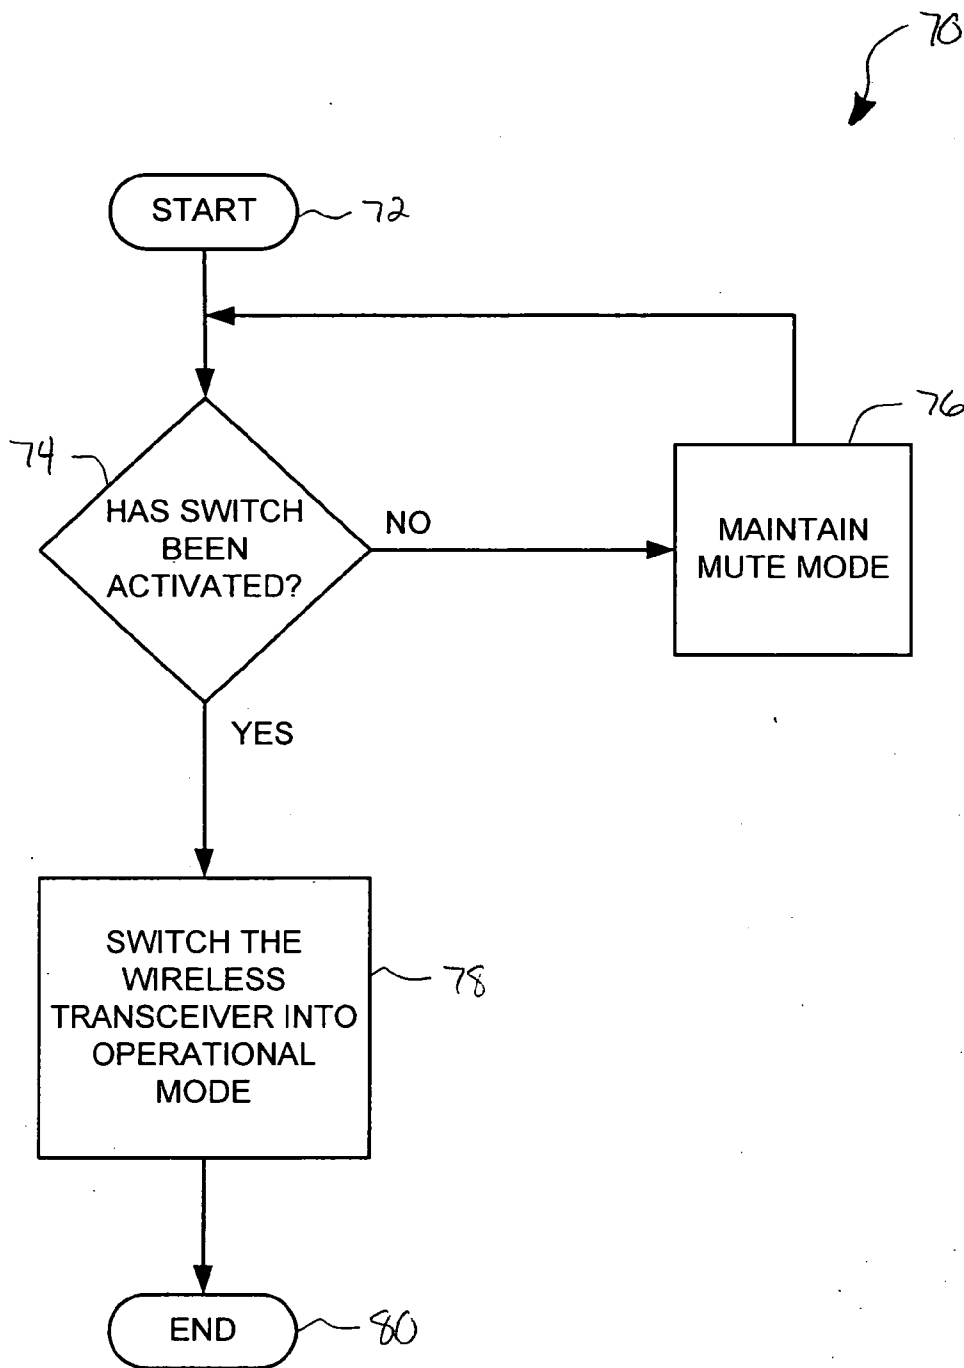 70
START
72
74
HAS SWITCH
BEEN
ACTIVATED?
NO
76
MAINTAIN
MUTE MODE
YES
SWITCH THE
WIRELESS
TRANSCEIVER INTO
OPERATIONAL
MODE
78
END
80